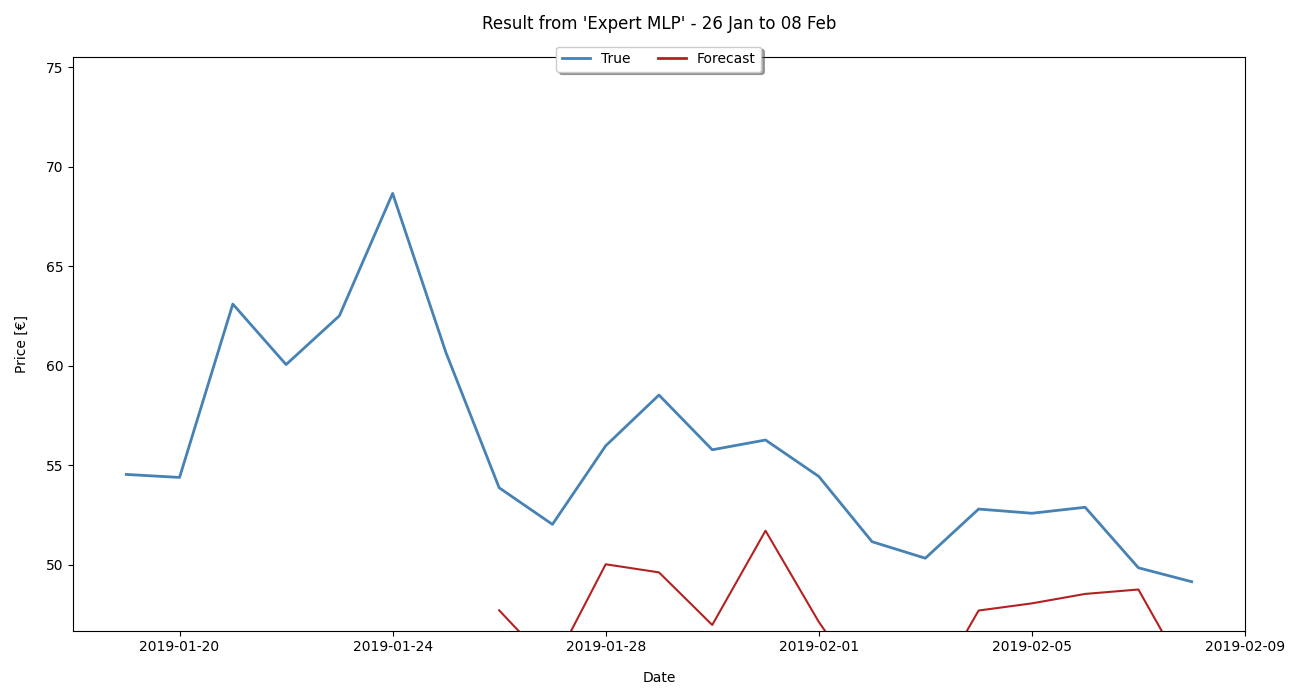 Result from 'Expert MLP' - 26 Jan to 08 Feb
True Forecast
75
70
65
60
55
50
Price [€]
2019-01-20 2019-01-24 2019-01-28 2019-02-01 2019-02-05 2019-02-09
Date